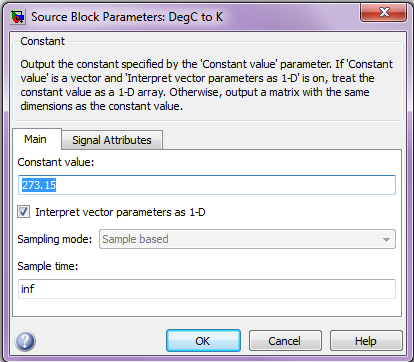 Source Block Parameters: DegC to K
Constant
Output the constant specified by the 'Constant value' parameter. If 'Constant
value' is a vector and 'Interpret vector parameters as 1-D' is on, treat the
constant value as a 1-D array. Otherwise, output a matrix with the same
dimensions as the constant value.
Main Signal Attributes
Constant value:
273.15
Interpret vector parameters as 1-D
Sampling mode: Sample based
Sample time:
inf
? OK Cancel Help